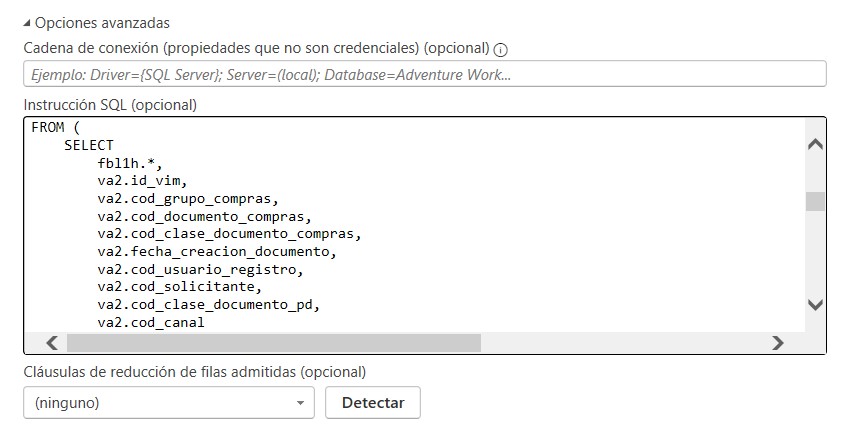 Opciones avanzadas
Cadena de conexión (propiedades que no son credenciales) (opcional)
Ejemplo: Driver={SQL Server}; Server=(local); Database=Adventure Work...
Instrucción SQL (opcional)
FROM (
    SELECT
        fbl1h.*,
        va2.id_vim,
        va2.cod_grupo_compras,
        va2.cod_documento_compras,
        va2.cod_clase_documento_compras,
        va2.fecha_creacion_documento,
        va2.cod_usuario_registro,
        va2.cod_solicitante,
        va2.cod_clase_documento_pd,
        va2.cod_canal
Cláusulas de reducción de filas admitidas (opcional)
(ninguno)
Detectar